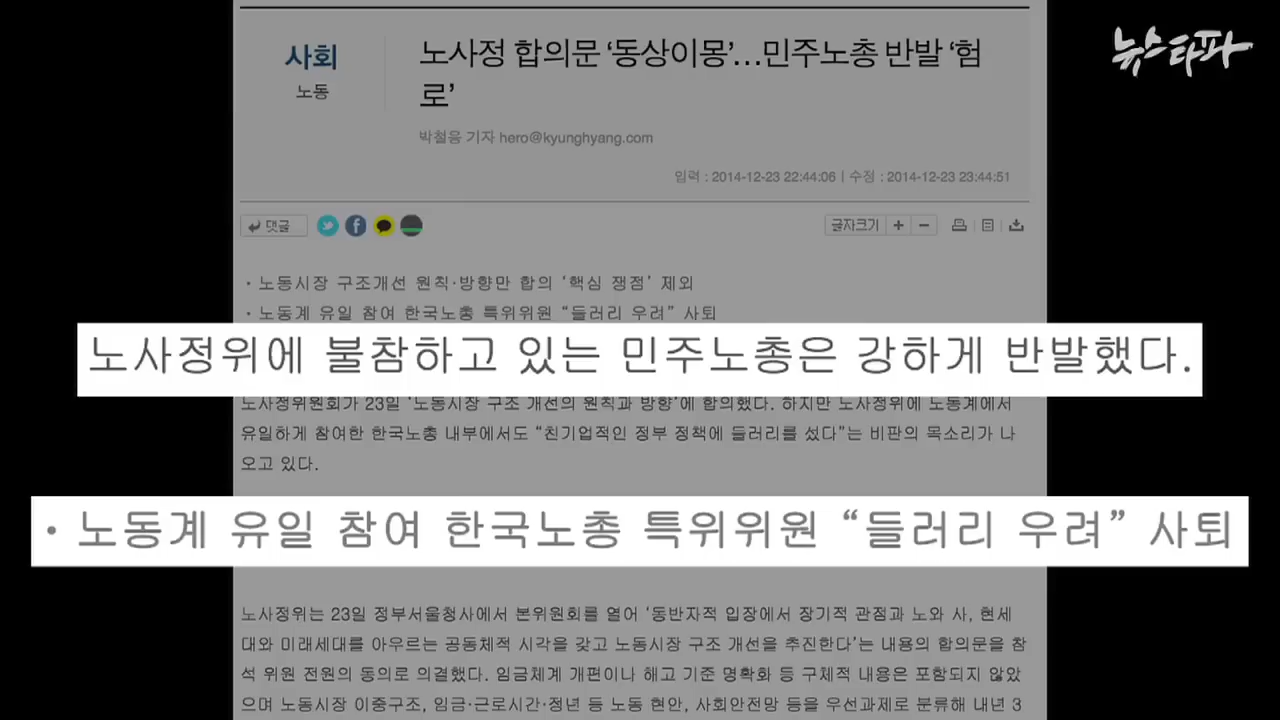 뉴스타파
사회
노동
노사정 합의문 ‘동상이몽’…민주노총 반발 ‘험
로’
박철응 기자 hero@kyunghyang.com
입력 : 2014-12-23 22:44:06 | 수정 : 2014-12-23 23:44:51
댓글
글자크기 + −
· 노동시장 구조개선 원칙·방향만 합의 ‘핵심 쟁점’ 제외
· 노동계 유일 참여 한국노총 특위위원 “들러리 우려” 사퇴
노사정위에 불참하고 있는 민주노총은 강하게 반발했다.
노사정위원회가 23일 ‘노동시장 구조 개선의 원칙과 방향’에 합의했다. 하지만 노사정위에 노동계에서
유일하게 참여한 한국노총 내부에서도 “친기업적인 정부 정책에 들러리를 섰다”는 비판의 목소리가 나
오고 있다.
• 노동계 유일 참여 한국노총 특위위원 “들러리 우려” 사퇴
노사정위는 23일 정부서울청사에서 본위원회를 열어 ‘동반자적 입장에서 장기적 관점과 노와 사, 현세
대와 미래세대를 아우르는 공동체적 시각을 갖고 노동시장 구조 개선을 추진한다’는 내용의 합의문을 참
석 위원 전원의 동의로 의결했다. 임금체계 개편이나 해고 기준 명확화 등 구체적 내용은 포함되지 않았
으며 노동시장 이중구조, 임금·근로시간·정년 등 노동 현안, 사회안전망 등을 우선과제로 분류해 내년 3